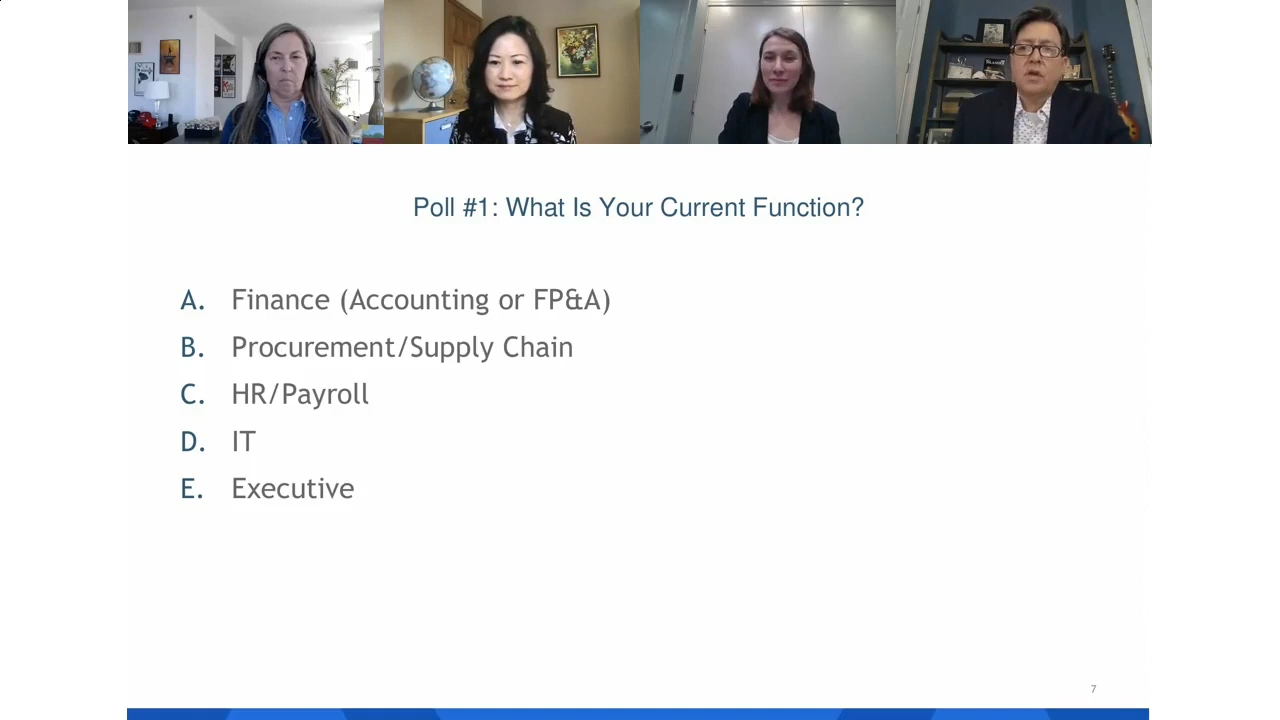 Poll #1: What Is Your Current Function?
A. Finance (Accounting or FP&A)
B. Procurement/Supply Chain
C. HR/Payroll
D. IT
E. Executive
7